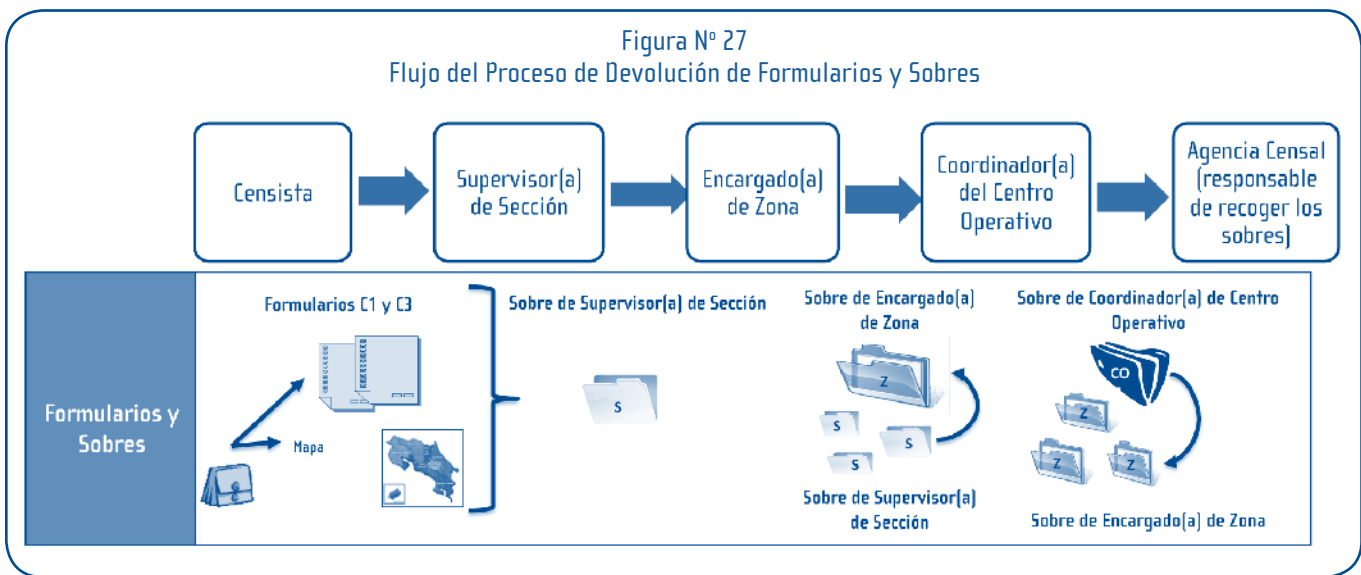 Figura Nº 27
Flujo del Proceso de Devolución de Formularios y Sobres
Censista
Supervisor(a)
de Sección
Encargado(a)
de Zona
Coordinador(a)
del Centro
Operativo
Agencia Censal
(responsable
de recoger los
sobres)
Formularios y
Sobres
Formularios C1 y C3
Mapa
Sobre de Supervisor(a) de Sección
S
Sobre de Encargado(a)
de Zona
Z
S
S
S
Sobre de Supervisor(a)
de Sección
Sobre de Coordinador(a) de Centro
Operativo
CO
Z
Z
Z
Sobre de Encargado(a) de Zona